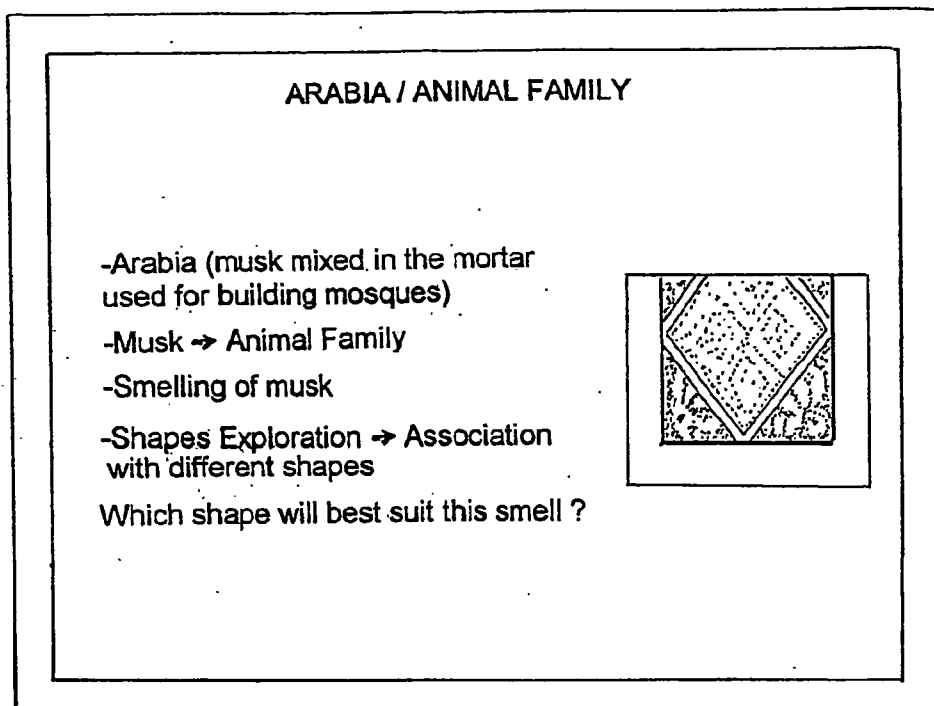 ARABIA / ANIMAL FAMILY
-Arabia (musk mixed in the mortar
used for building mosques)
-Musk → Animal Family
-Smelling of musk
-Shapes Exploration → Association
with different shapes
Which shape will best suit this smell ?